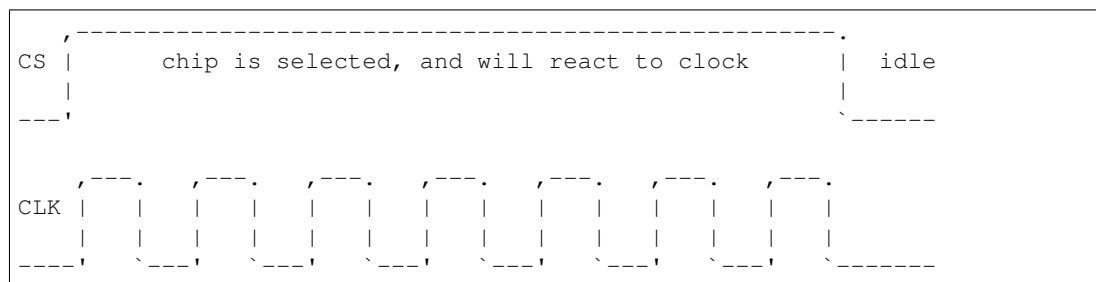 CS | chip is selected, and will react to clock | idle
CLK